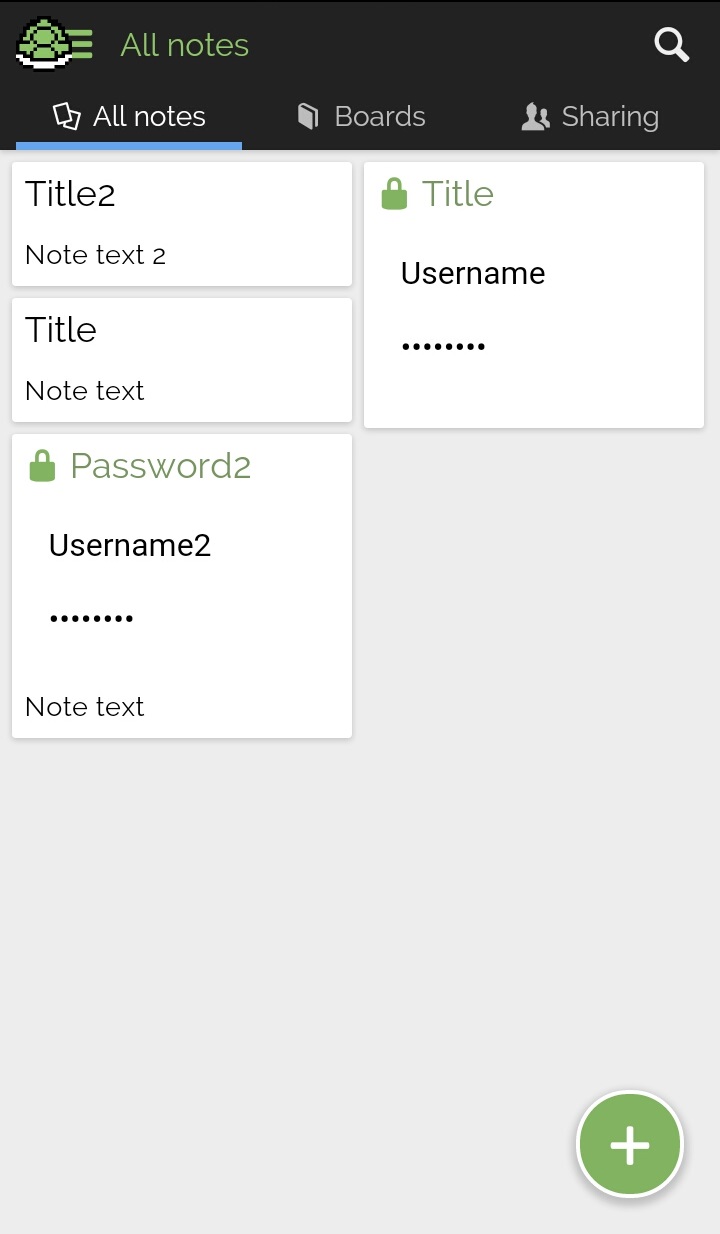 All notes
All notes
Boards
Sharing
Title2
Note text 2
Title
Note text
Password2
Username2
••••••••
Note text
Title
Username
••••••••